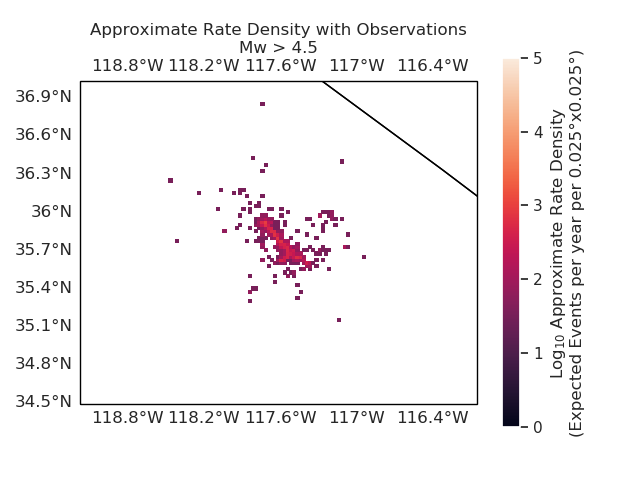 Approximate Rate Density with Observations
Mw > 4.5
118.8°W 118.2°W 117.6°W 117°W 116.4°W
36.9°N
36.6°N
36.3°N
36°N
35.7°N
35.4°N
35.1°N
34.8°N
34.5°N
118.8°W 118.2°W 117.6°W 117°W 116.4°W
5
4
3
2
1
0
Log₁₀ Approximate Rate Density
(Expected Events per year per 0.025°x0.025°)